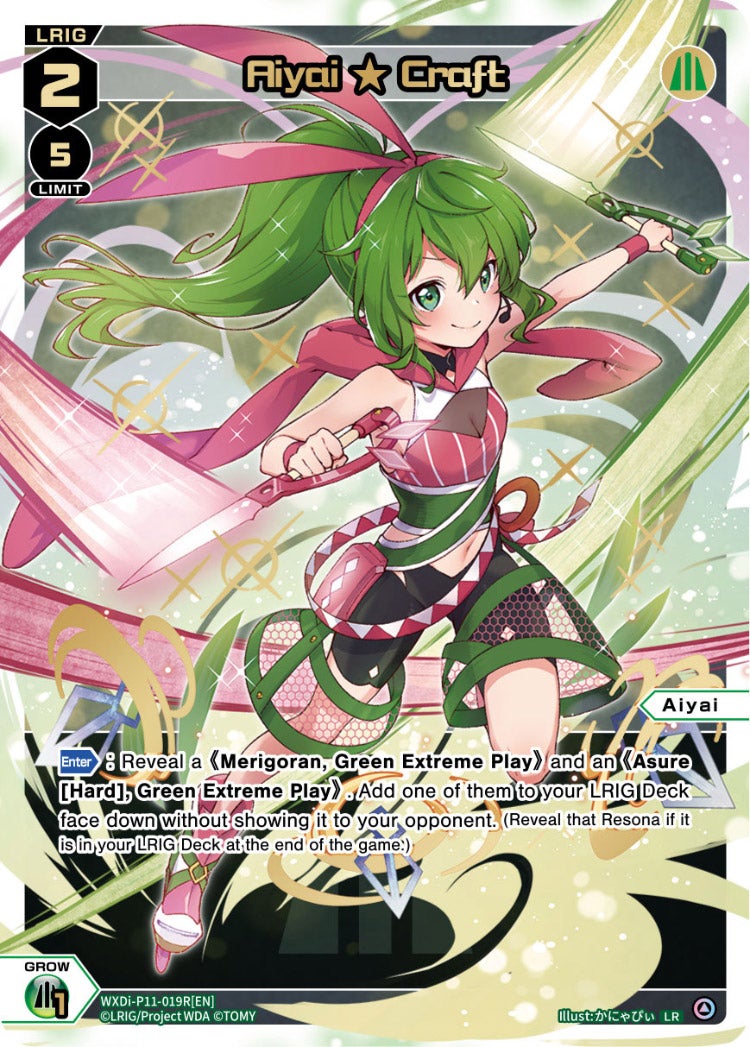 LRIG
2
Aiyai ★ Craft
5
LIMIT
Aiyai
Enter : Reveal a 《Merigoran, Green Extreme Play》 and an 《Asure
[Hard], Green Extreme Play》. Add one of them to your LRIG Deck
face down without showing it to your opponent. (Reveal that Resona if it
is in your LRIG Deck at the end of the game.)
GROW
1
WXDi-P11-019R[EN]
©LRIG/Project WDA ©TOMY
Illust:かにゃぴぃ LR